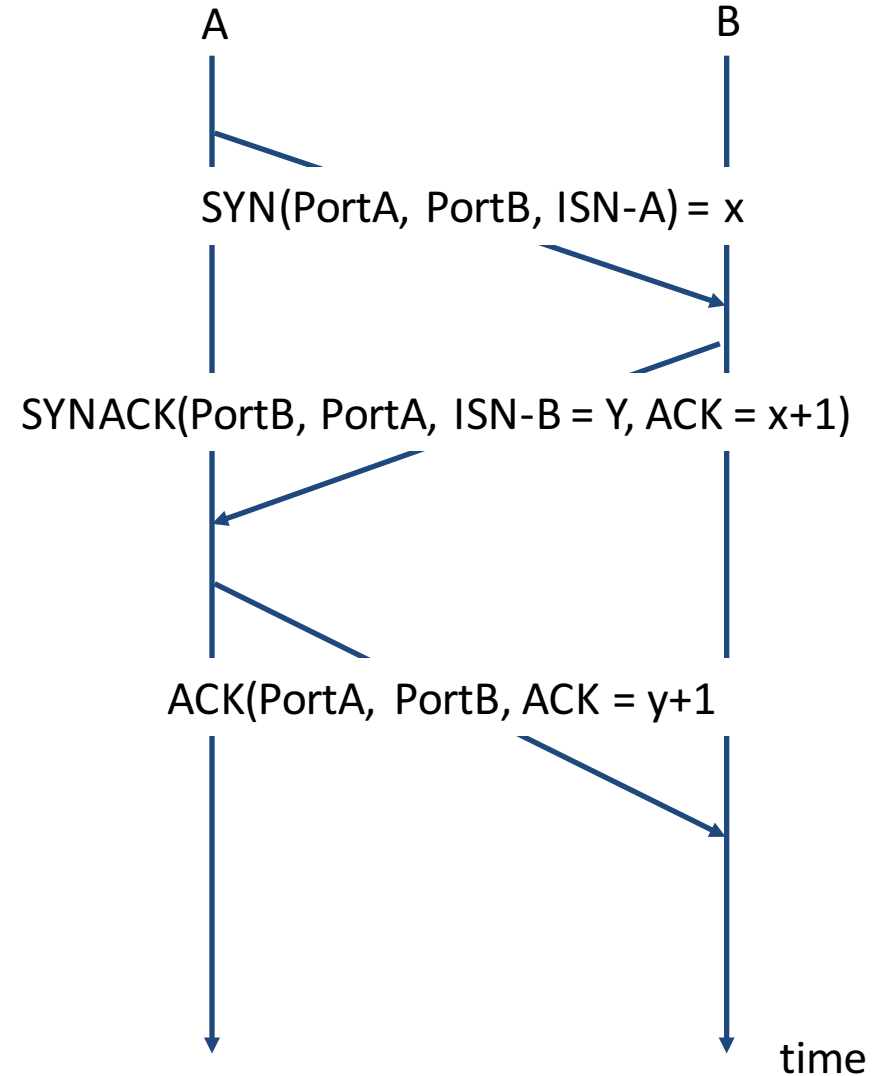 A
B
SYN(PortA, PortB, ISN-A) = x
SYNACK(PortB, PortA, ISN-B = Y, ACK = x+1)
ACK(PortA, PortB, ACK = y+1
time